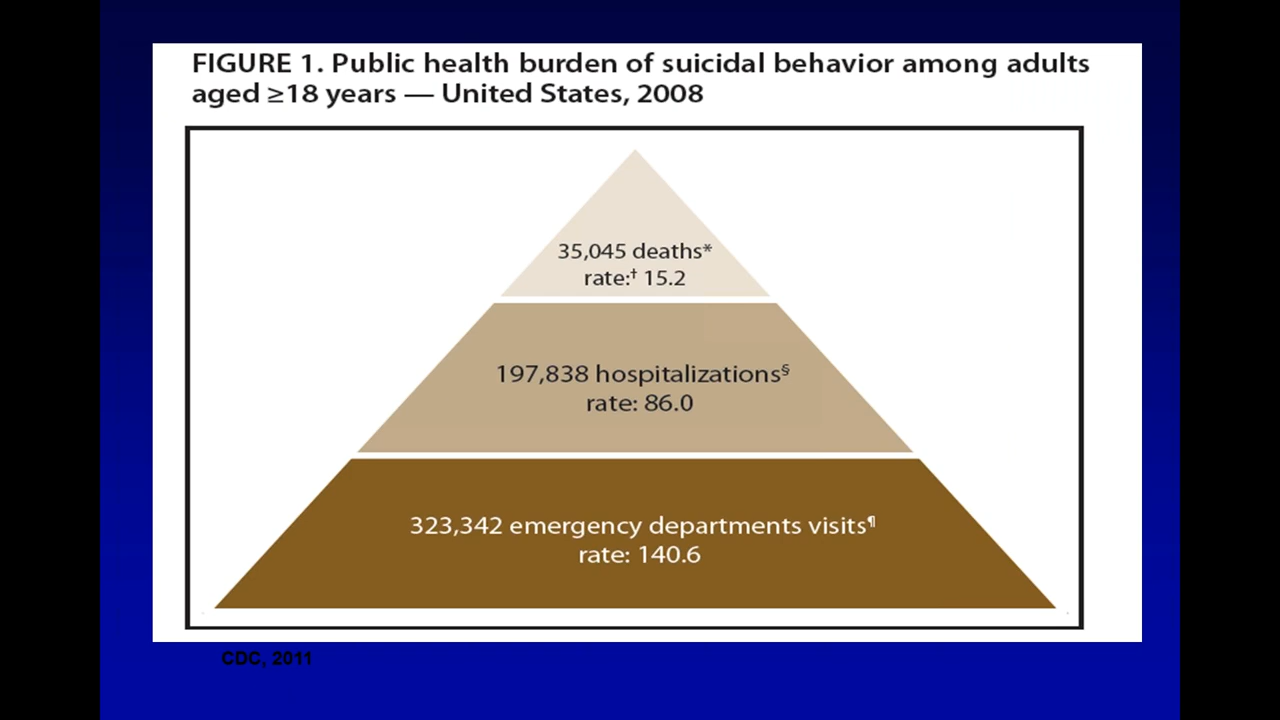 FIGURE 1. Public health burden of suicidal behavior among adults
aged ≥18 years — United States, 2008
35,045 deaths*
rate:† 15.2
197,838 hospitalizations§
rate: 86.0
323,342 emergency departments visits¶
rate: 140.6
CDC, 2011